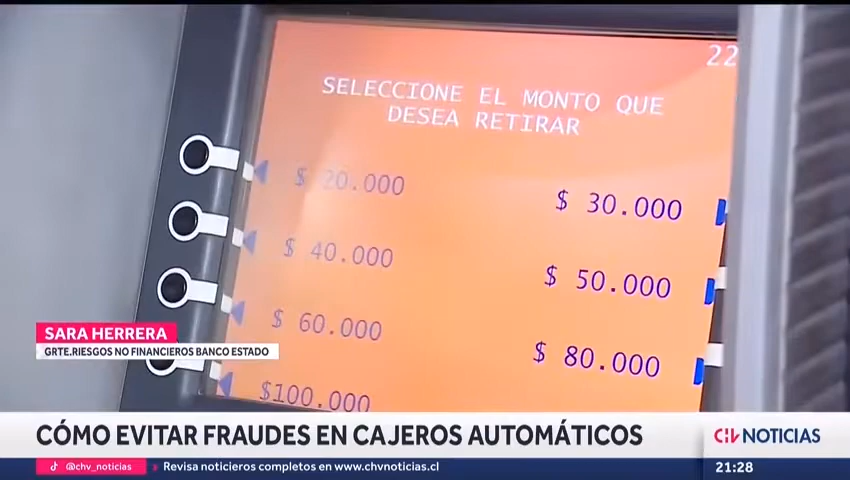 22
SELECCIONE EL MONTO QUE
DESEA RETIRAR
$ 20.000
$ 30.000
$ 40.000
$ 50.000
$ 60.000
$ 80.000
$100.000
SARA HERRERA
GRTE.RIESGOS NO FINANCIEROS BANCO ESTADO
CÓMO EVITAR FRAUDES EN CAJEROS AUTOMÁTICOS
CHV NOTICIAS
@chv_noticias
Revisa noticieros completos en www.chvnoticias.cl
21:28